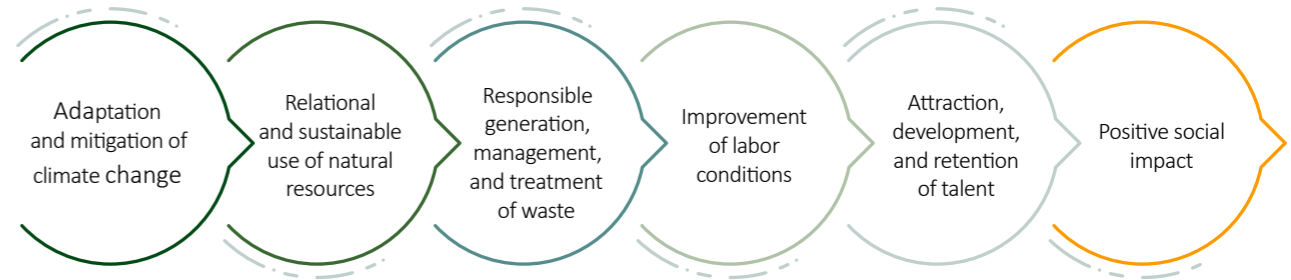 Adaptation
and mitigation of
climate change
Relational
and sustainable
use of natural
resources
Responsible
generation,
management,
and treatment
of waste
Improvement
of labor
conditions
Attraction,
development,
and retention
of talent
Positive social
impact